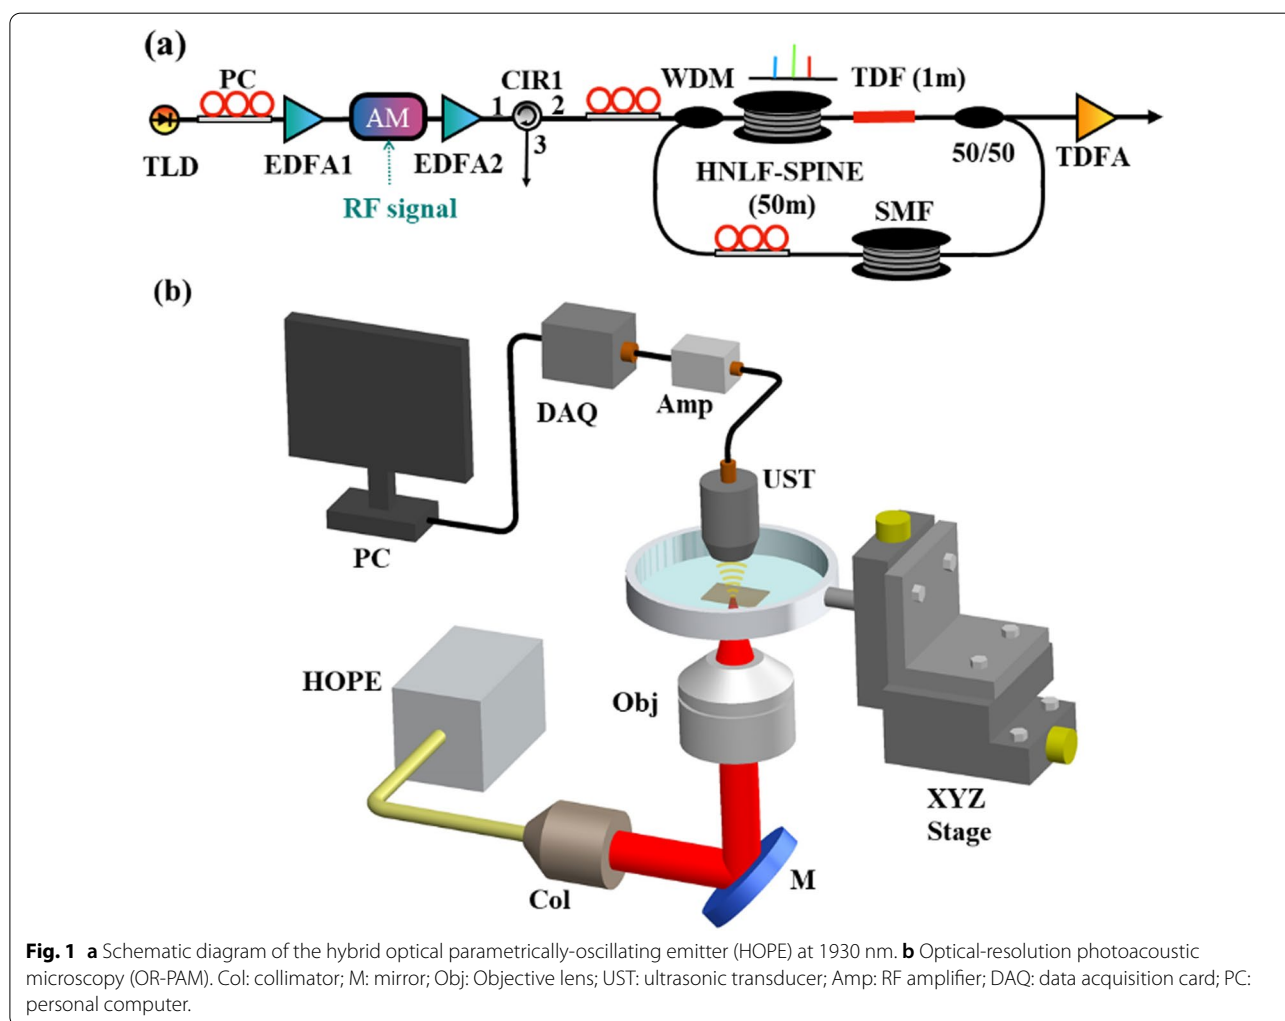 (a)
PC
CIR1
WDM
TDF (1m)
1
2
AM
3
TLD
EDFA1
EDFA2
50/50
TDFA
RF signal
HNLF-SPINE
(50m)
SMF
(b)
DAQ
Amp
UST
PC
HOPE
Obj
XYZ
Stage
Col
M
Fig. 1 a Schematic diagram of the hybrid optical parametrically-oscillating emitter (HOPE) at 1930 nm. b Optical-resolution photoacoustic
microscopy (OR-PAM). Col: collimator; M: mirror; Obj: Objective lens; UST: ultrasonic transducer; Amp: RF amplifier; DAQ: data acquisition card; PC:
personal computer.